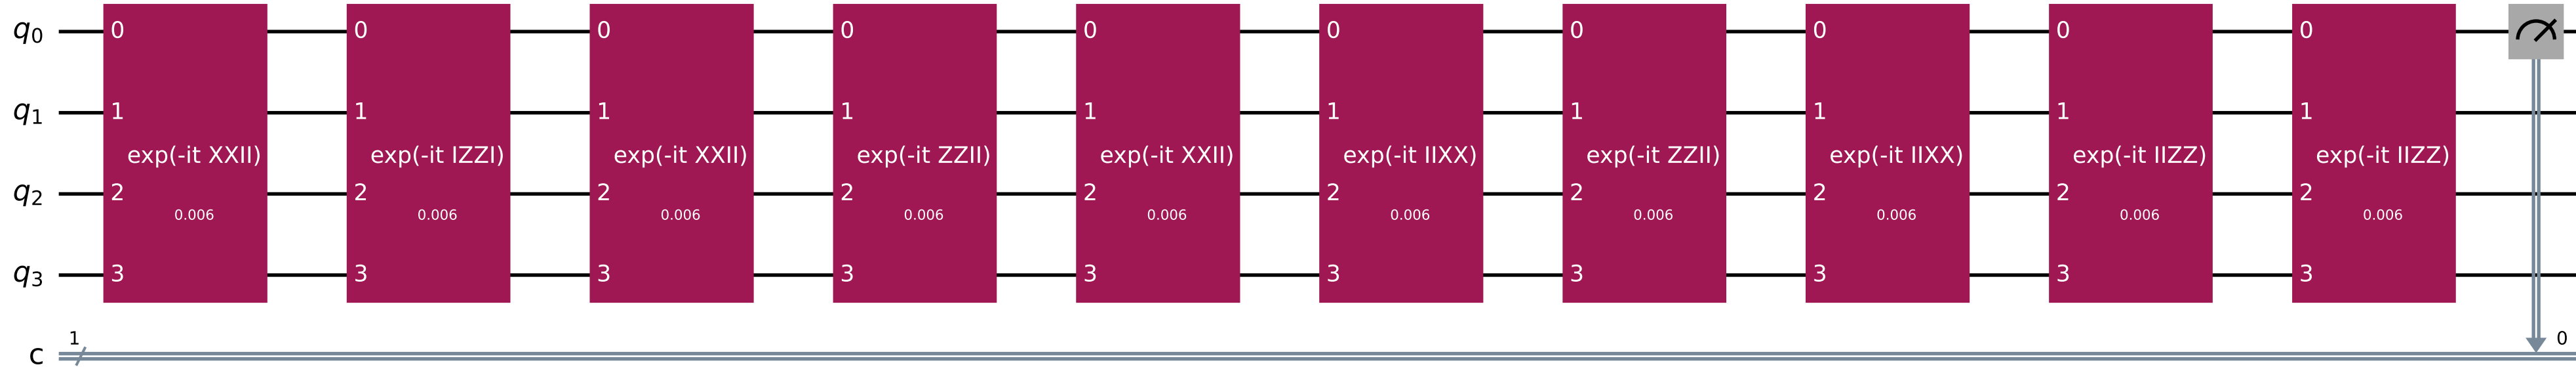 q0 0 0 0 0 0 0 0 0 0 0
q1 1 1 1 1 1 1 1 1 1 1
exp(-it XXII) exp(-it IZZI) exp(-it XXII) exp(-it ZZII) exp(-it XXII) exp(-it IIXX) exp(-it ZZII) exp(-it IIXX) exp(-it IIZZ) exp(-it IIZZ)
q2 2 2 2 2 2 2 2 2 2 2
0.006 0.006 0.006 0.006 0.006 0.006 0.006 0.006 0.006 0.006
q3 3 3 3 3 3 3 3 3 3 3
1 0
c